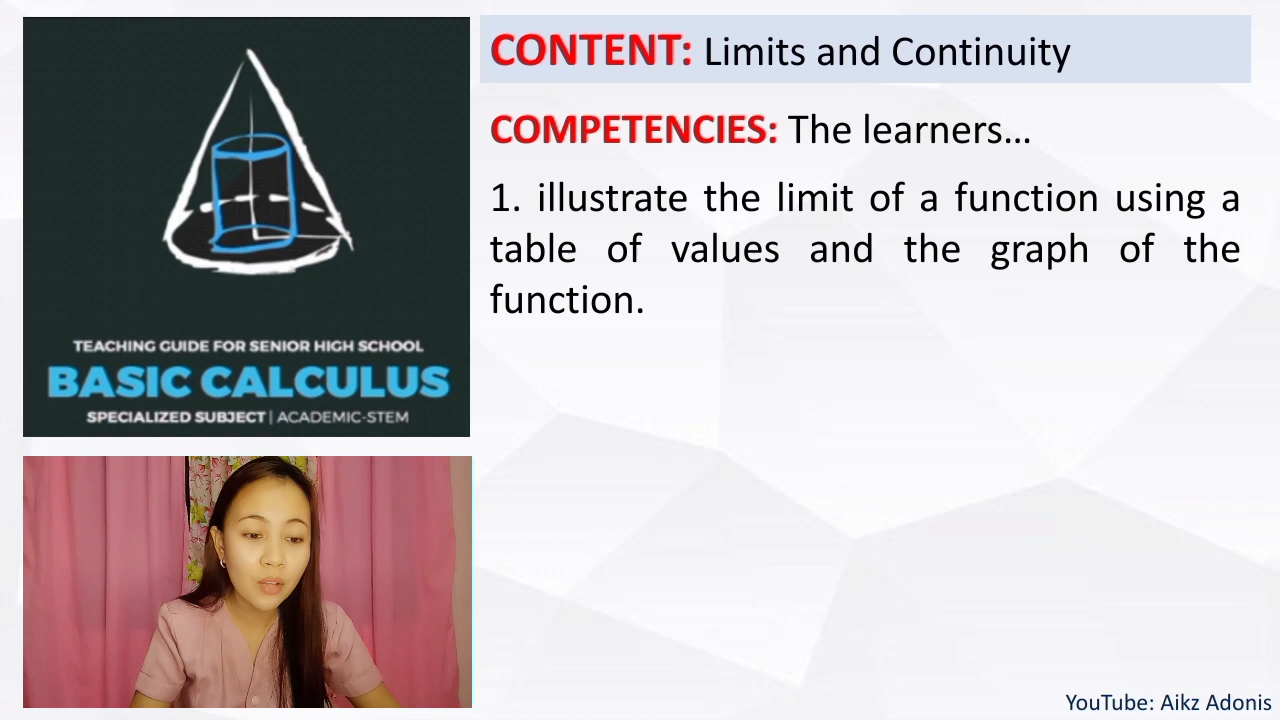 CONTENT: Limits and Continuity
COMPETENCIES: The learners…
1. illustrate the limit of a function using a
table of values and the graph of the
function.
TEACHING GUIDE FOR SENIOR HIGH SCHOOL
BASIC CALCULUS
SPECIALIZED SUBJECT | ACADEMIC-STEM
YouTube: Aikz Adonis